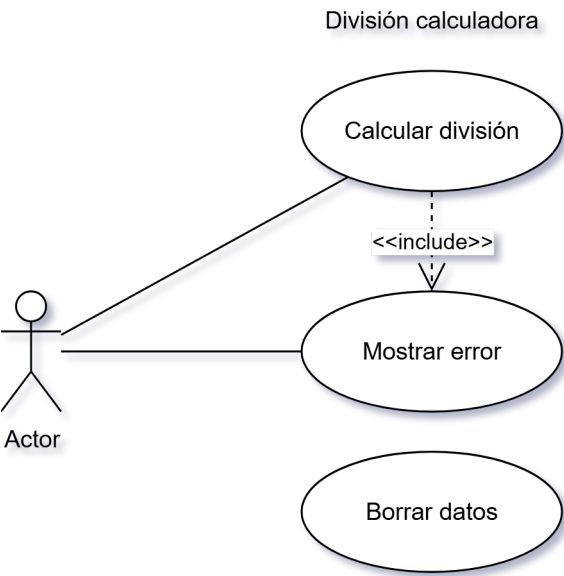 División calculadora
Calcular división
<<include>>
Mostrar error
Actor
Borrar datos